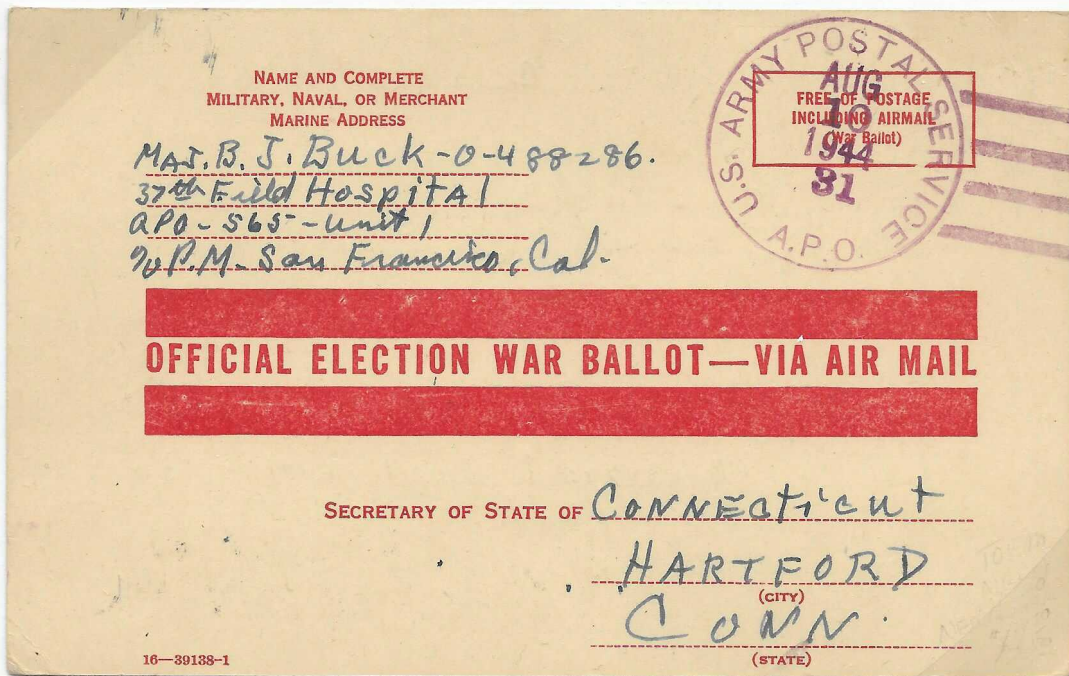 NAME AND COMPLETE
MILITARY, NAVAL, OR MERCHANT
MARINE ADDRESS
MAJ. B. J. Buck-O-488286.
37th Field Hospital
APO-565-Unit 1
c/o P.M. San Francisco, Cal.
U.S. ARMY POSTAL SERVICE
A.P.O.
AUG
10
1944
31
FREE OF POSTAGE
INCLUDING AIRMAIL
(War Ballot)
OFFICIAL ELECTION WAR BALLOT—VIA AIR MAIL
SECRETARY OF STATE OF CONNEcticut
HARTFORD
(CITY)
CONN.
(STATE)
16—39138-1